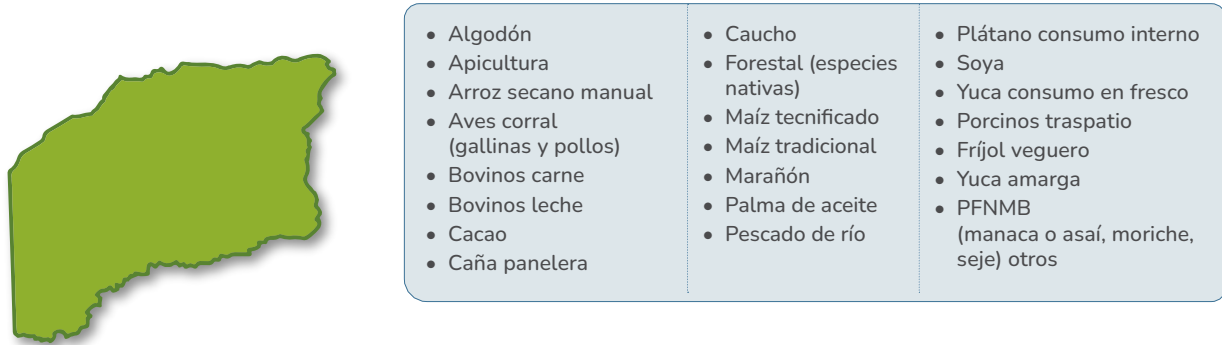 • Algodón
• Apicultura
• Arroz secano manual
• Aves corral
(gallinas y pollos)
• Bovinos carne
• Bovinos leche
• Cacao
• Caña panelera
• Caucho
• Forestal (especies
nativas)
• Maíz tecnificado
• Maíz tradicional
• Marañón
• Palma de aceite
• Pescado de río
• Plátano consumo interno
• Soya
• Yuca consumo en fresco
• Porcinos traspatio
• Fríjol veguero
• Yuca amarga
• PFNMB
(manaca o asaí, moriche,
seje) otros